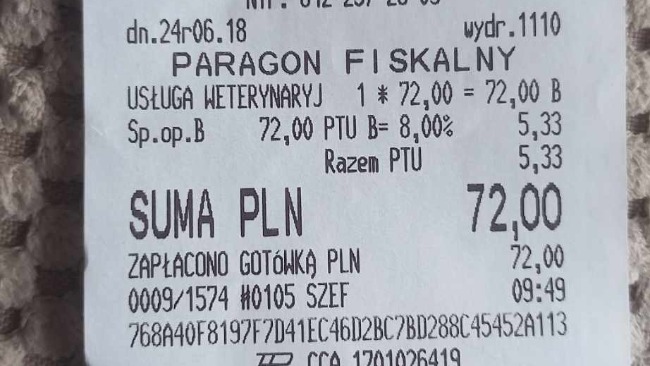 dn.24r06.18 wydr.1110
PARAGON FISKALNY
USŁUGA WETERYNARYJ 1 * 72,00 = 72,00 B
Sp.op.B 72,00 PTU B= 8,00% 5,33
Razem PTU 5,33
SUMA PLN 72,00
ZAPŁACONO GOTÓWKĄ PLN 72,00
0009/1574 #0105 SZEF 09:49
768A40F8197F7D41EC46D2BC7BD288C45452A113
CCA 1701026419